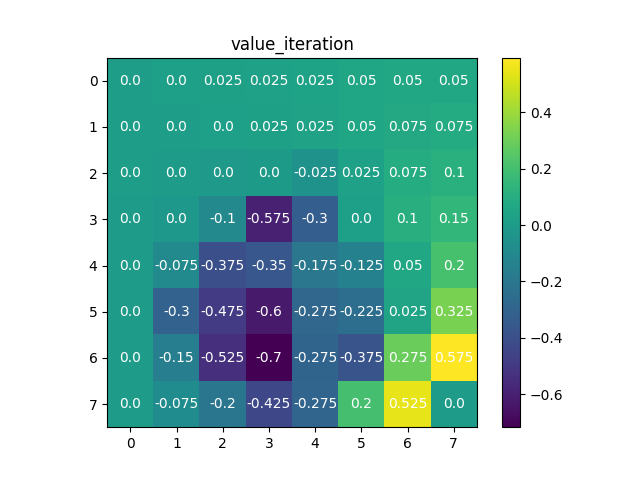 value_iteration
0 0.0 0.0 0.025 0.025 0.025 0.05 0.05 0.05
1 0.0 0.0 0.0 0.025 0.025 0.05 0.075 0.075
2 0.0 0.0 0.0 0.0 -0.025 0.025 0.075 0.1
3 0.0 0.0 -0.1 -0.575 -0.3 0.0 0.1 0.15
4 0.0 -0.075 -0.375 -0.35 -0.175 -0.125 0.05 0.2
5 0.0 -0.3 -0.475 -0.6 -0.275 -0.225 0.025 0.325
6 0.0 -0.15 -0.525 -0.7 -0.275 -0.375 0.275 0.575
7 0.0 -0.075 -0.2 -0.425 -0.275 0.2 0.525 0.0
0 1 2 3 4 5 6 7
0.4
0.2
0.0
−0.2
−0.4
−0.6